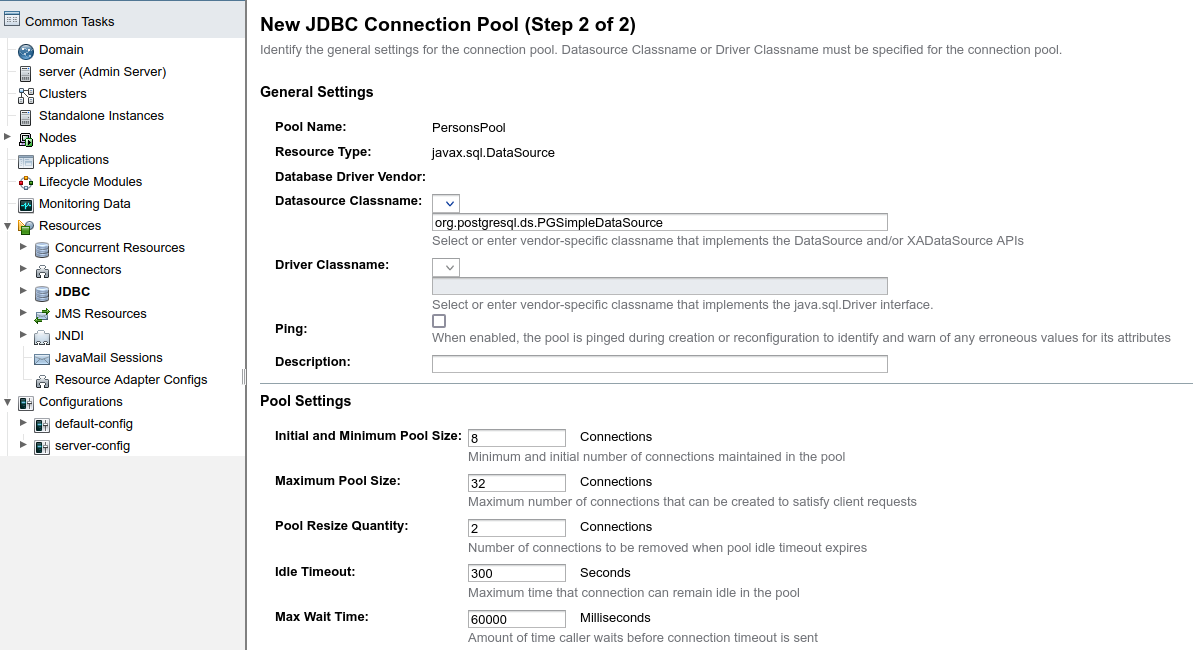 Common Tasks
Domain
server (Admin Server)
Clusters
Standalone Instances
Nodes
Applications
Lifecycle Modules
Monitoring Data
Resources
Concurrent Resources
Connectors
JDBC
JMS Resources
JNDI
JavaMail Sessions
Resource Adapter Configs
Configurations
default-config
server-config
New JDBC Connection Pool (Step 2 of 2)
Identify the general settings for the connection pool. Datasource Classname or Driver Classname must be specified for the connection pool.
General Settings
Pool Name: PersonsPool
Resource Type: javax.sql.DataSource
Database Driver Vendor:
Datasource Classname:
org.postgresql.ds.PGSimpleDataSource
Select or enter vendor-specific classname that implements the DataSource and/or XADataSource APIs
Driver Classname:
Select or enter vendor-specific classname that implements the java.sql.Driver interface.
Ping:
When enabled, the pool is pinged during creation or reconfiguration to identify and warn of any erroneous values for its attributes
Description:
Pool Settings
Initial and Minimum Pool Size: 8 Connections
Minimum and initial number of connections maintained in the pool
Maximum Pool Size: 32 Connections
Maximum number of connections that can be created to satisfy client requests
Pool Resize Quantity: 2 Connections
Number of connections to be removed when pool idle timeout expires
Idle Timeout: 300 Seconds
Maximum time that connection can remain idle in the pool
Max Wait Time: 60000 Milliseconds
Amount of time caller waits before connection timeout is sent